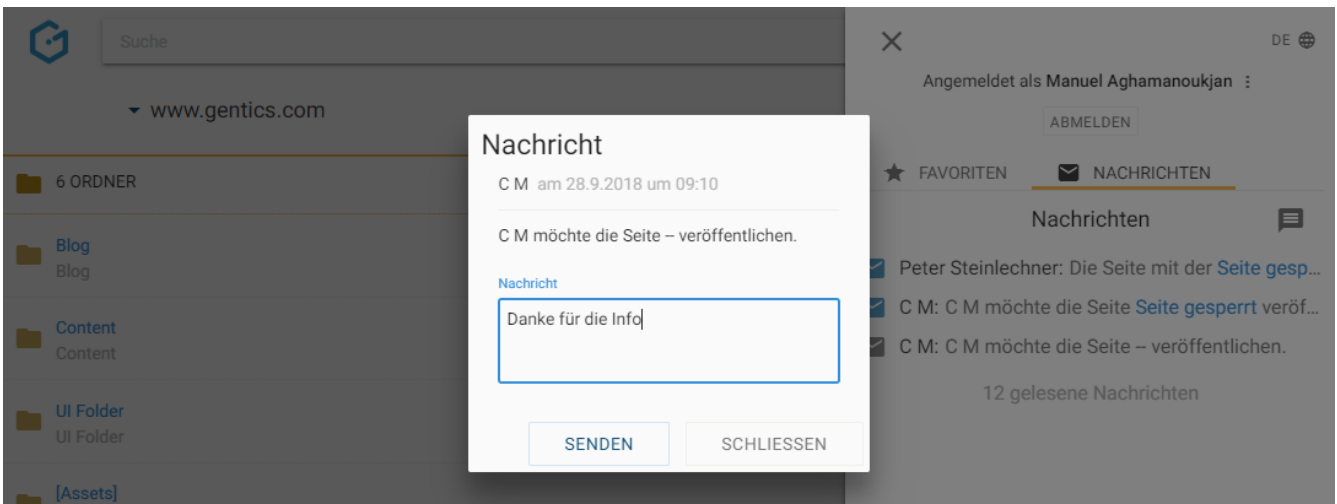 Suche
www.gentics.com
6 ORDNER
Blog
Blog
Content
Content
UI Folder
UI Folder
[Assets]
Nachricht
C M am 28.9.2018 um 09:10
C M möchte die Seite – veröffentlichen.
Nachricht
Danke für die Info
SENDEN
SCHLIESSEN
DE
Angemeldet als Manuel Aghamanoukjan
ABMELDEN
FAVORITEN
NACHRICHTEN
Nachrichten
Peter Steinlechner: Die Seite mit der Seite gesp...
C M: C M möchte die Seite Seite gesperrt veröf...
C M: C M möchte die Seite – veröffentlichen.
12 gelesene Nachrichten